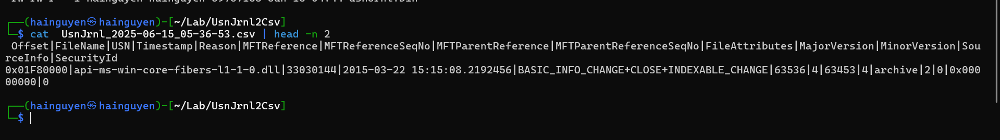 ┌──(hainguyen㉿hainguyen)-[~/Lab/UsnJrnl2Csv]
└─$ cat  UsnJrnl_2025-06-15_05-36-53.csv | head -n 2
 Offset|FileName|USN|Timestamp|Reason|MFTReference|MFTReferenceSeqNo|MFTParentReference|MFTParentReferenceSeqNo|FileAttributes|MajorVersion|MinorVersion|Sou
rceInfo|SecurityId
0x01F80000|api-ms-win-core-fibers-l1-1-0.dll|33030144|2015-03-22 15:15:08.2192456|BASIC_INFO_CHANGE+CLOSE+INDEXABLE_CHANGE|63536|4|63453|4|archive|2|0|0x000
00000|0
┌──(hainguyen㉿hainguyen)-[~/Lab/UsnJrnl2Csv]
└─$